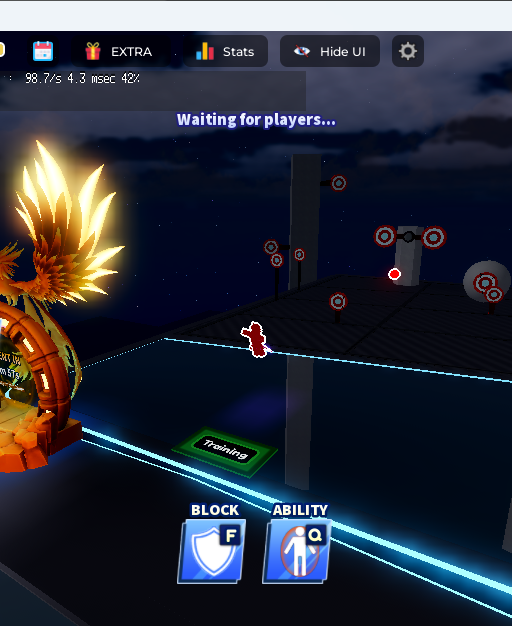 EXTRA
Stats
Hide UI
: 98.7/s 4.3 msec 42%
Waiting for players...
Training
BLOCK
ABILITY
F
Q